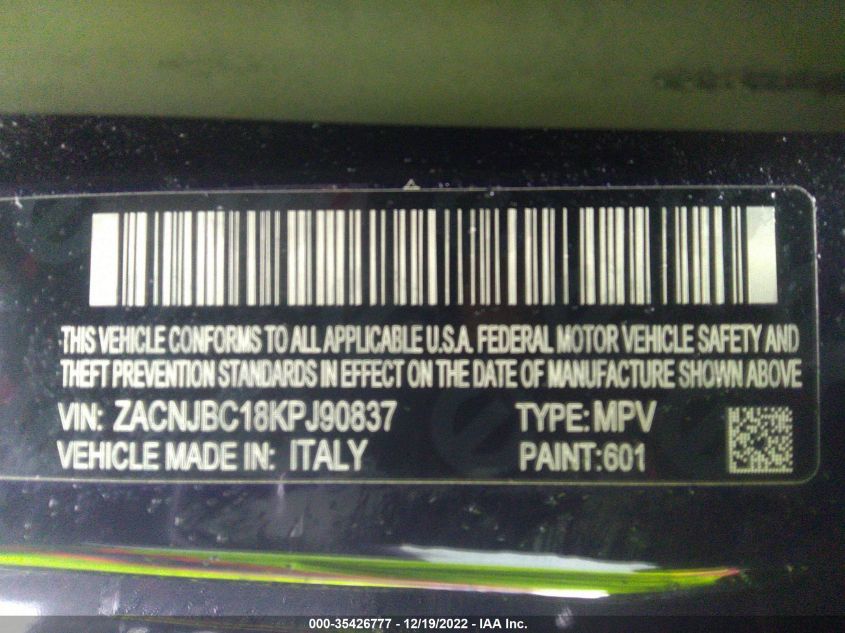 THIS VEHICLE CONFORMS TO ALL APPLICABLE U.S.A. FEDERAL MOTOR VEHICLE SAFETY AND
THEFT PREVENTION STANDARDS IN EFFECT ON THE DATE OF MANUFACTURE SHOWN ABOVE
VIN: ZACNJBC18KPJ90837 TYPE: MPV
VEHICLE MADE IN: ITALY PAINT:601
000-35426777 - 12/19/2022 - IAA Inc.